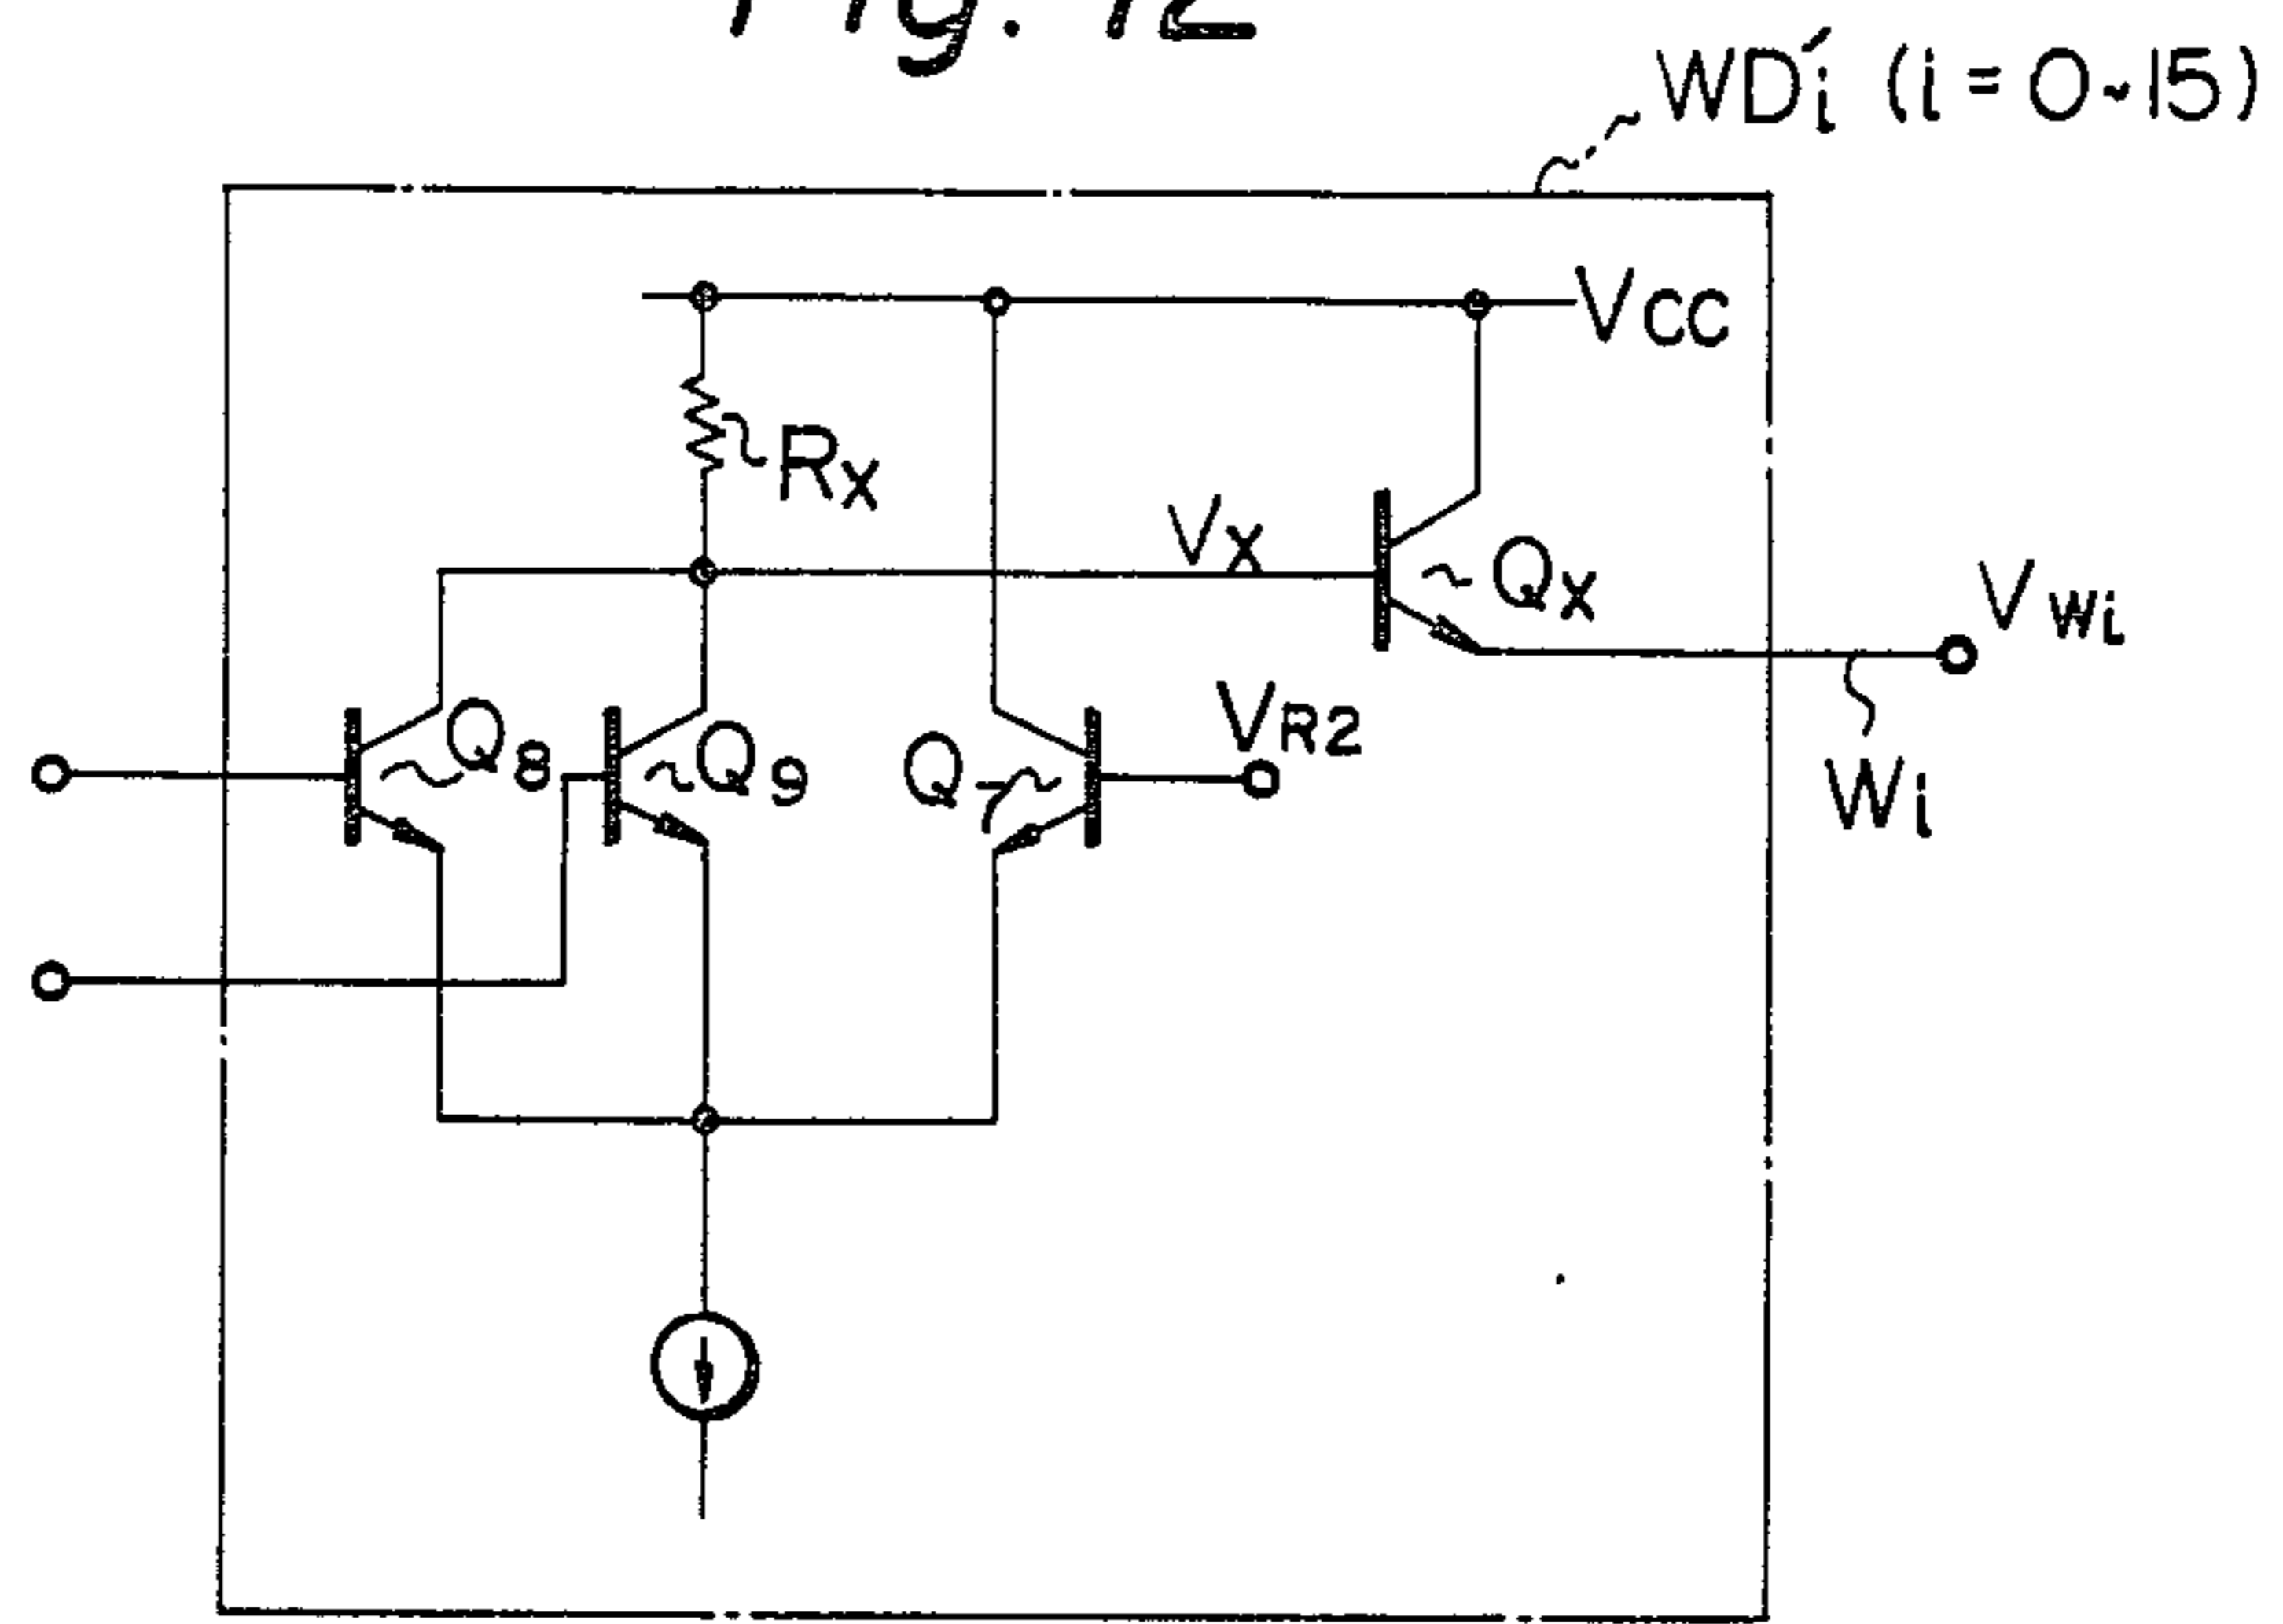 Fig. 12
WD'i (i = 0~15)
Vcc
Rx
Vx
Qx
Vwi
Q8
Q9
Q7
VR2
Wi